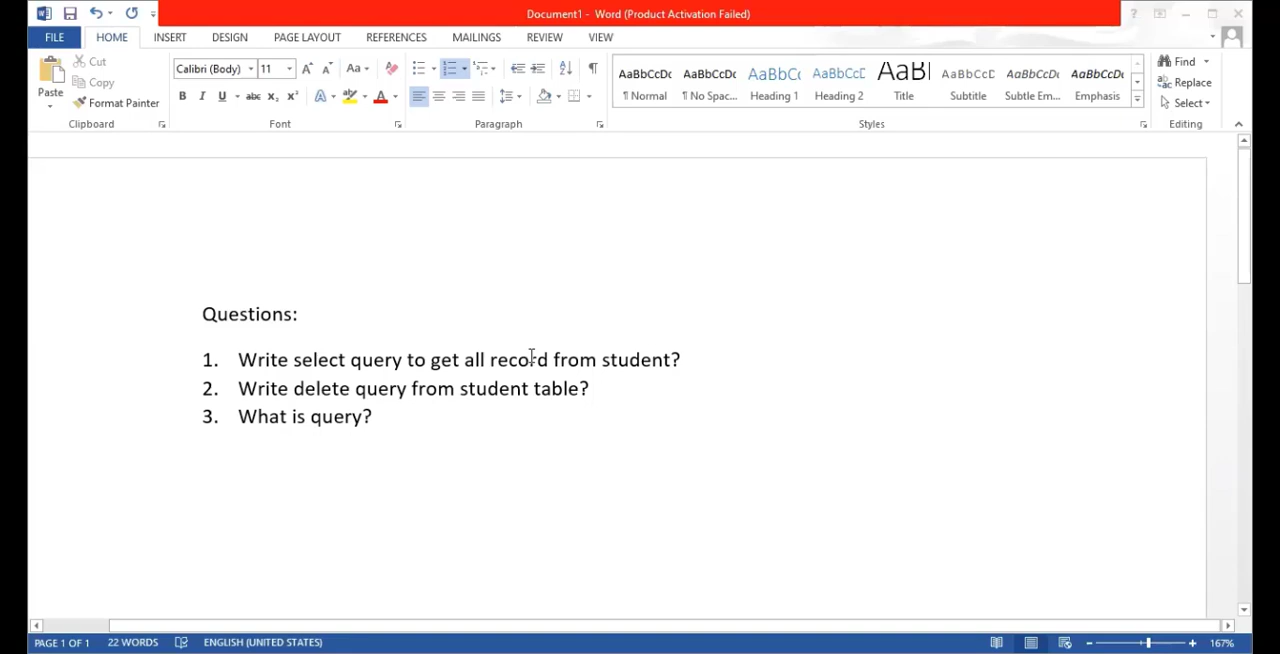 Document1 - Word (Product Activation Failed)
FILE HOME INSERT DESIGN PAGE LAYOUT REFERENCES MAILINGS REVIEW VIEW
Paste
Cut
Copy
Format Painter
Clipboard
Calibri (Body) 11
Font
Paragraph
AaBbCcDc AaBbCcDc AaBbCc AaBbCcD AaBl AaBbCcD AaBbCcDc AaBbCcDc
¶ Normal ¶ No Spac... Heading 1 Heading 2 Title Subtitle Subtle Em... Emphasis
Styles
Find
Replace
Select
Editing
Questions:
1. Write select query to get all record from student?
2. Write delete query from student table?
3. What is query?
PAGE 1 OF 1 22 WORDS ENGLISH (UNITED STATES) 167%